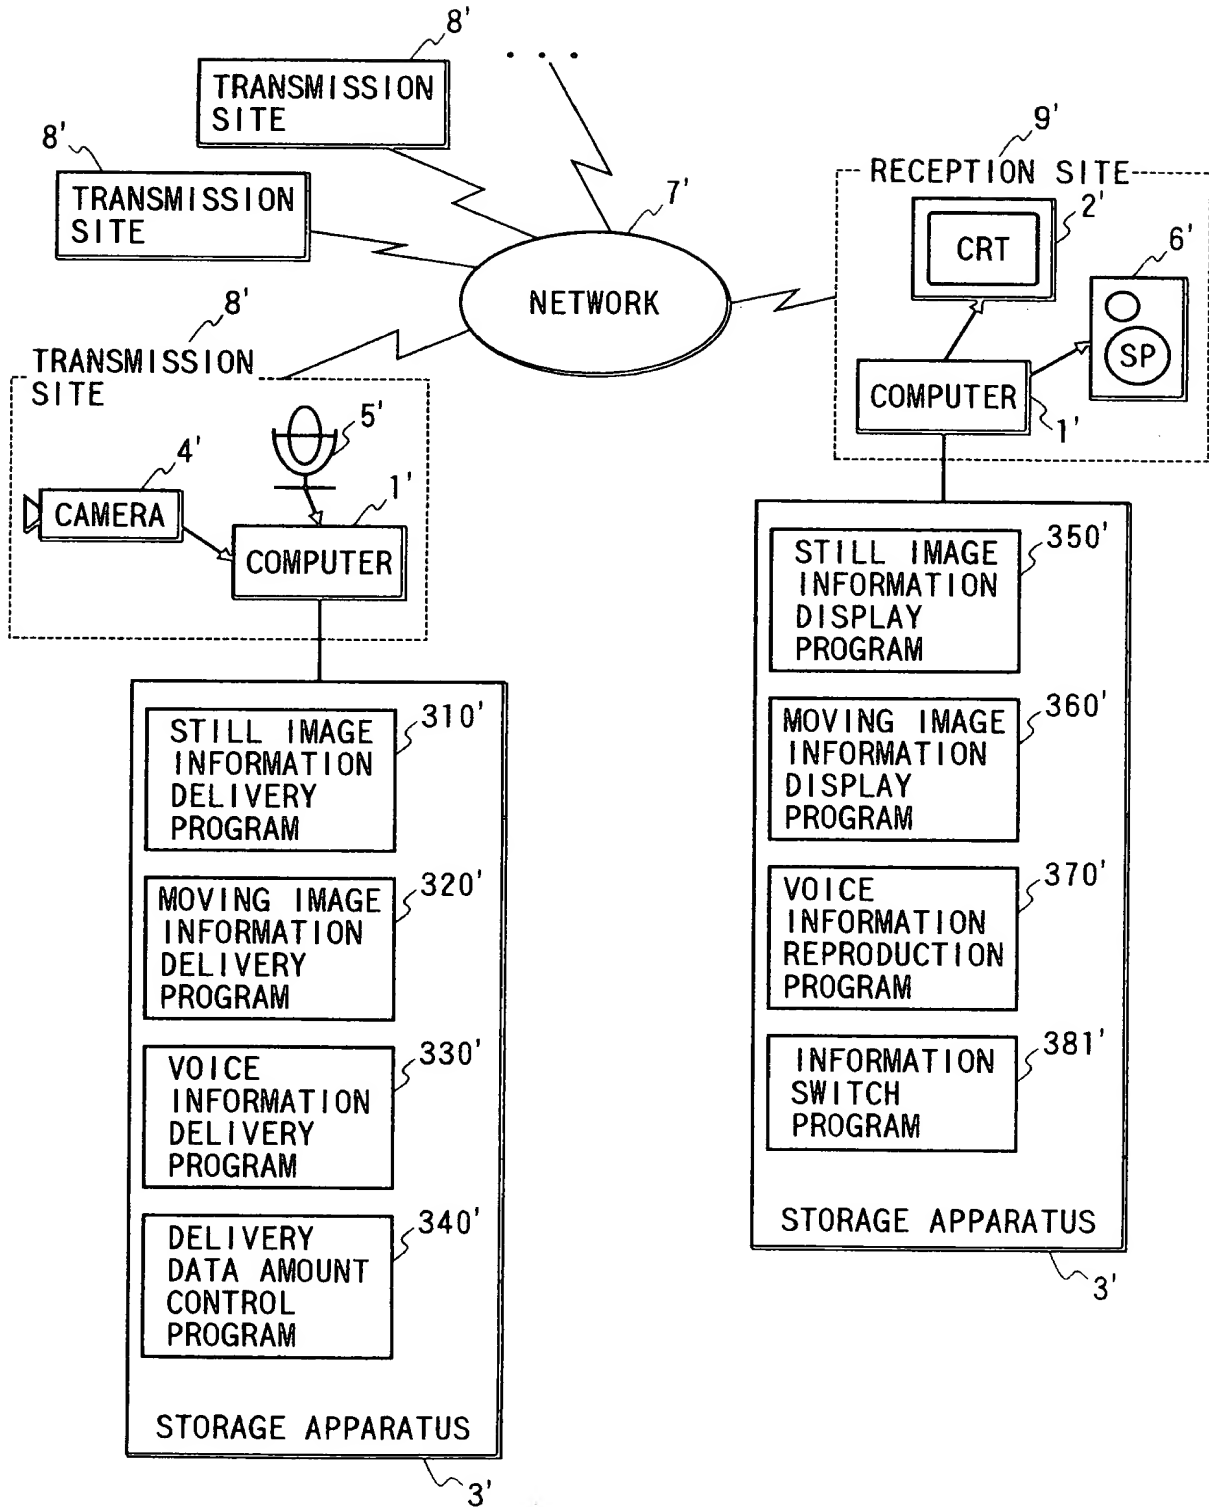 8'
TRANSMISSION
SITE
8'
TRANSMISSION
SITE
. . .
7'
NETWORK
9'
RECEPTION SITE
2'
CRT
6'
SP
COMPUTER
1'
8'
TRANSMISSION
SITE
5'
4'
CAMERA
1'
COMPUTER
310'
STILL IMAGE
INFORMATION
DELIVERY
PROGRAM
320'
MOVING IMAGE
INFORMATION
DELIVERY
PROGRAM
330'
VOICE
INFORMATION
DELIVERY
PROGRAM
340'
DELIVERY
DATA AMOUNT
CONTROL
PROGRAM
STORAGE APPARATUS
3'
350'
STILL IMAGE
INFORMATION
DISPLAY
PROGRAM
360'
MOVING IMAGE
INFORMATION
DISPLAY
PROGRAM
370'
VOICE
INFORMATION
REPRODUCTION
PROGRAM
381'
INFORMATION
SWITCH
PROGRAM
STORAGE APPARATUS
3'